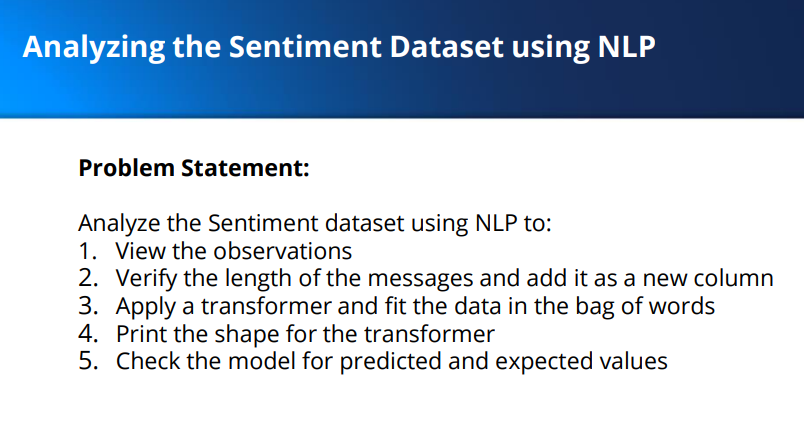 Analyzing the Sentiment Dataset using NLP
Problem Statement:
Analyze the Sentiment dataset using NLP to:
1. View the observations
2. Verify the length of the messages and add it as a new column
3. Apply a transformer and fit the data in the bag of words
4. Print the shape for the transformer
5. Check the model for predicted and expected values